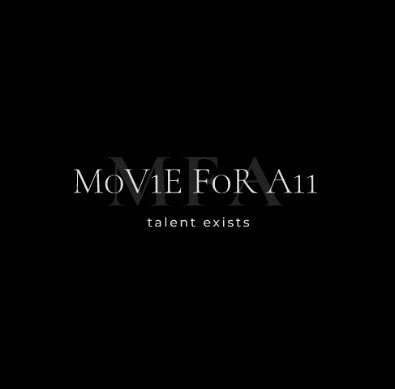 MFA
MoV1E FoR A11
talent exists